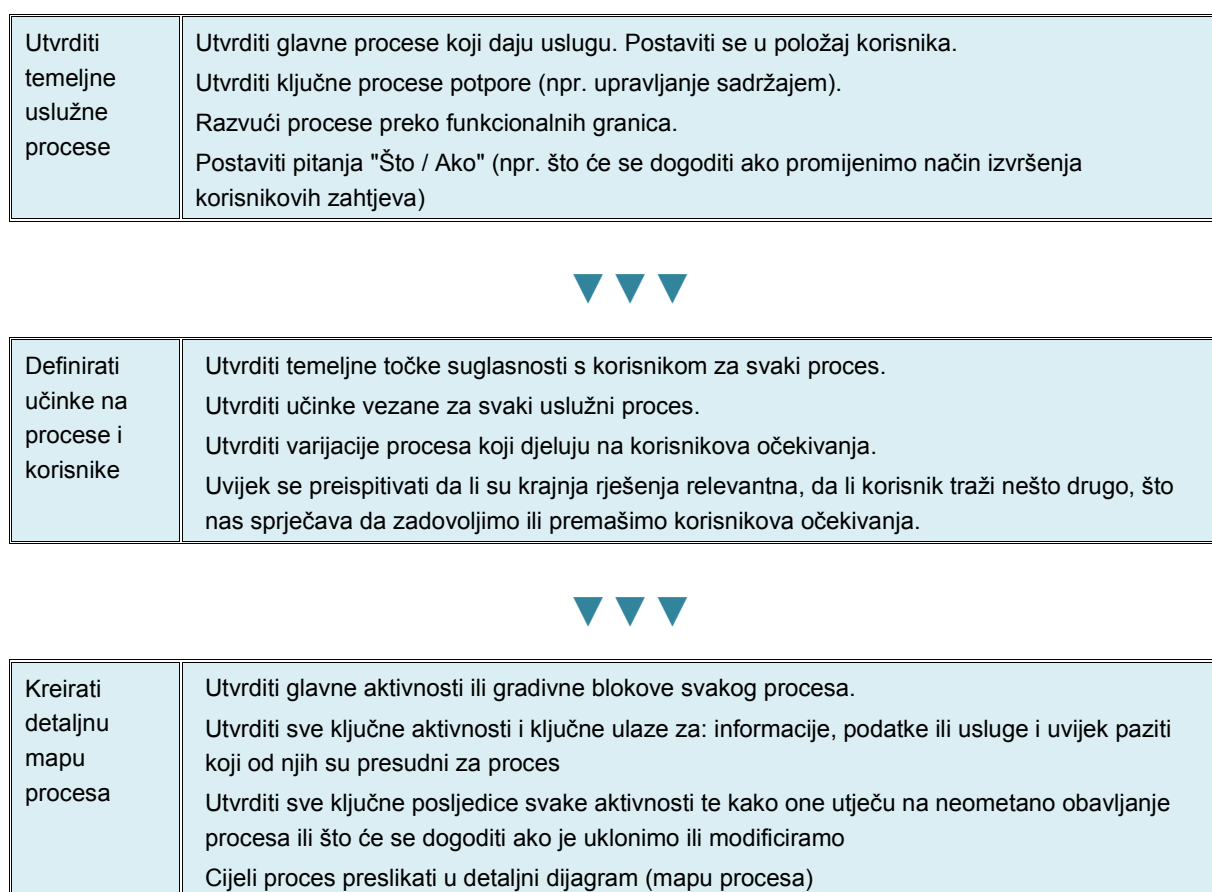 Utvrditi
temeljne
uslužne
procese
Utvrditi glavne procese koji daju uslugu. Postaviti se u položaj korisnika.
Utvrditi ključne procese potpore (npr. upravljanje sadržajem).
Razvući procese preko funkcionalnih granica.
Postaviti pitanja "Što / Ako" (npr. što će se dogoditi ako promijenimo način izvršenja
korisnikovih zahtjeva)
Definirati
učinke na
procese i
korisnike
Utvrditi temeljne točke suglasnosti s korisnikom za svaki proces.
Utvrditi učinke vezane za svaki uslužni proces.
Utvrditi varijacije procesa koji djeluju na korisnikova očekivanja.
Uvijek se preispitivati da li su krajnja rješenja relevantna, da li korisnik traži nešto drugo, što
nas sprječava da zadovoljimo ili premašimo korisnikova očekivanja.
Kreirati
detaljnu
mapu
procesa
Utvrditi glavne aktivnosti ili gradivne blokove svakog procesa.
Utvrditi sve ključne aktivnosti i ključne ulaze za: informacije, podatke ili usluge i uvijek paziti
koji od njih su presudni za proces
Utvrditi sve ključne posljedice svake aktivnosti te kako one utječu na neometano obavljanje
procesa ili što će se dogoditi ako je uklonimo ili modificiramo
Cijeli proces preslikati u detaljni dijagram (mapu procesa)